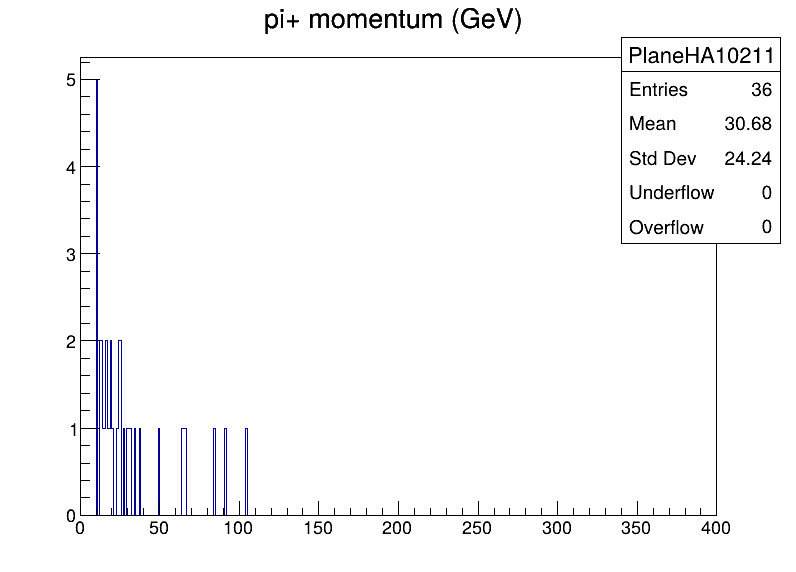 pi+ momentum (GeV)
PlaneHA10211
Entries 36
Mean 30.68
Std Dev 24.24
Underflow 0
Overflow 0
5
4
3
2
1
0
0 50 100 150 200 250 300 350 400